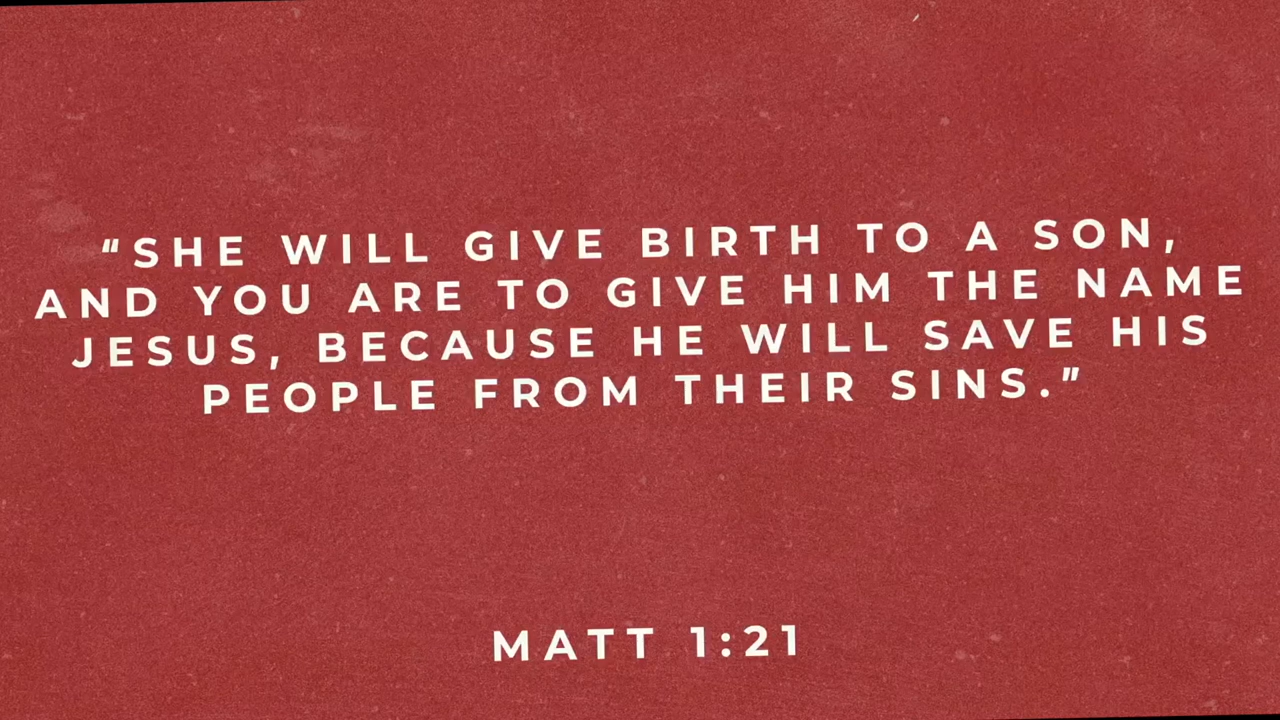 "SHE WILL GIVE BIRTH TO A SON,
AND YOU ARE TO GIVE HIM THE NAME
JESUS, BECAUSE HE WILL SAVE HIS
PEOPLE FROM THEIR SINS."
MATT 1:21